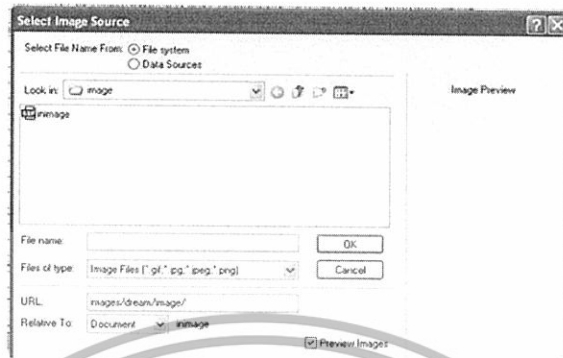 Select Image Source
Select File Name From: File system
Data Sources
Look in: image
Image Preview
inimage
File name:
OK
Files of type: Image Files (*.gif;*.jpg;*.jpeg;*.png)
Cancel
URL: images/dream/image/
Relative To: Document inimage
Preview Images